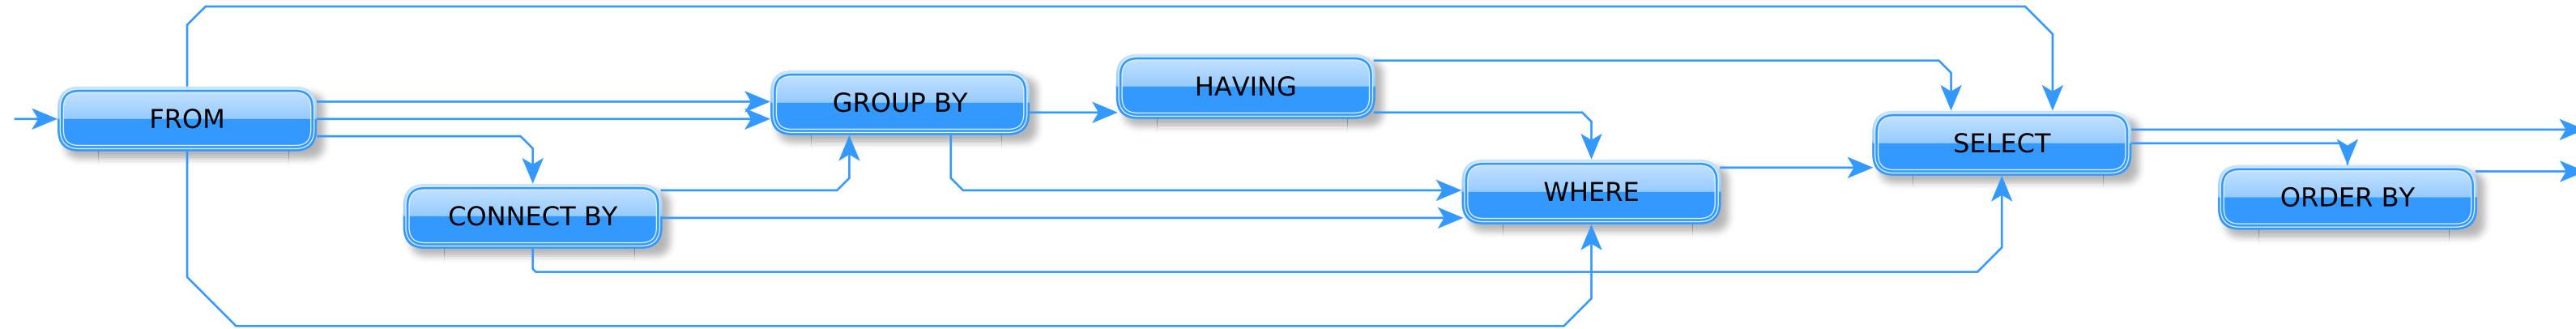 FROM
CONNECT BY
GROUP BY
HAVING
WHERE
SELECT
ORDER BY